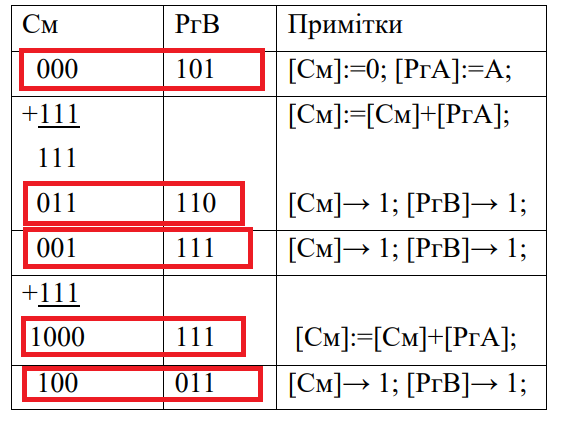 См РгВ Примітки
000 101 [См]:=0; [РгА]:=А;
+111 [См]:=[См]+[РгА];
111
011 110 [См]→ 1; [РгВ]→ 1;
001 111 [См]→ 1; [РгВ]→ 1;
+111
1000 111 [См]:=[См]+[РгА];
100 011 [См]→ 1; [РгВ]→ 1;